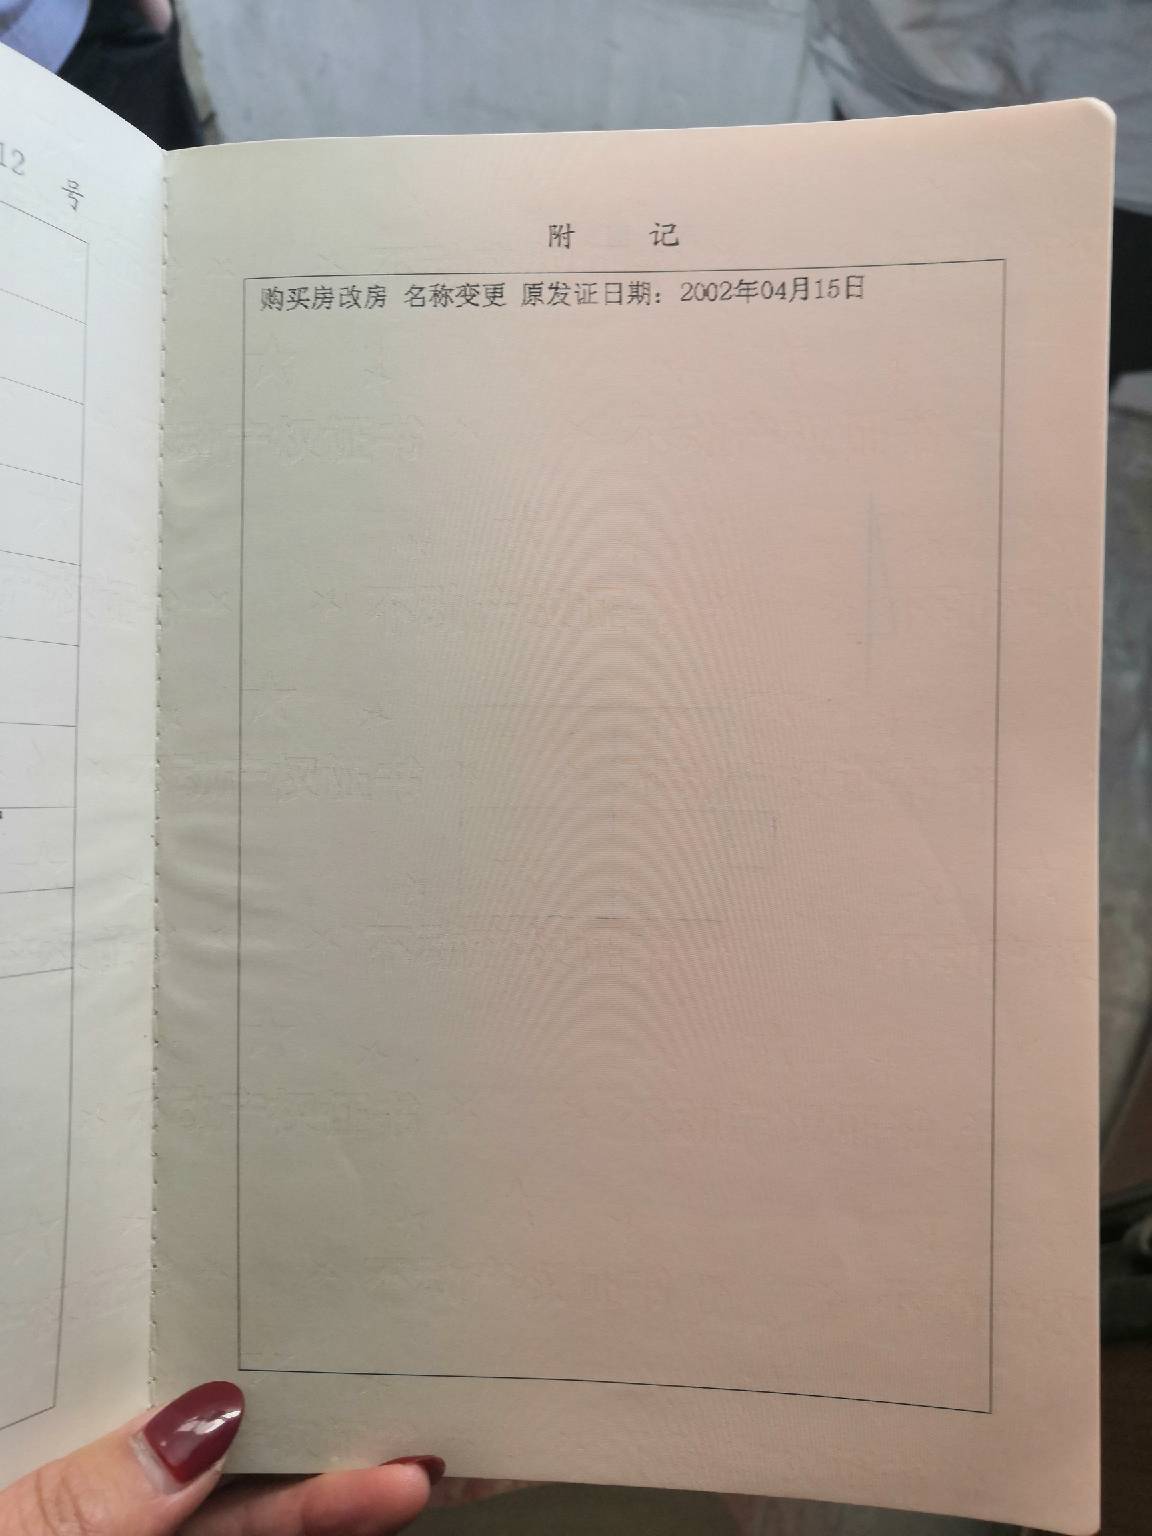 12 号
附 记
购买房改房 名称变更 原发证日期：2002年04月15日